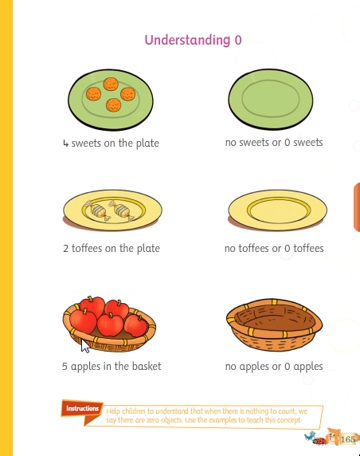 Understanding 0
4 sweets on the plate
no sweets or 0 sweets
2 toffees on the plate
no toffees or 0 toffees
5 apples in the basket
no apples or 0 apples
Instructions
Help children to understand that when there is nothing to count, we
say there are zero objects. Use the examples to teach this concept.
165